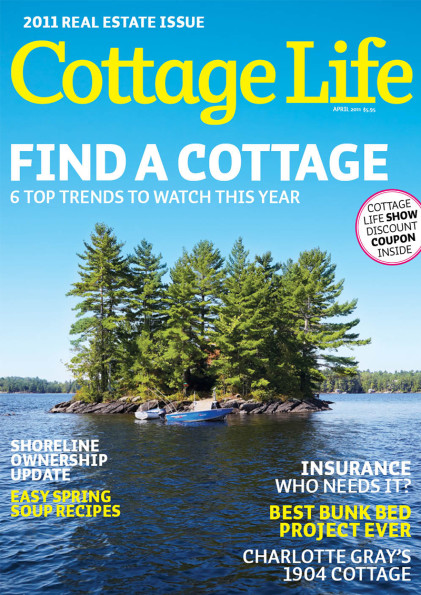 2011 REAL ESTATE ISSUE
Cottage Life
APRIL 2011 $5.95
FIND A COTTAGE
6 TOP TRENDS TO WATCH THIS YEAR
COTTAGE
LIFE SHOW
DISCOUNT
COUPON
INSIDE
SHORELINE
OWNERSHIP
UPDATE
EASY SPRING
SOUP RECIPES
INSURANCE
WHO NEEDS IT?
BEST BUNK BED
PROJECT EVER
CHARLOTTE GRAY'S
1904 COTTAGE